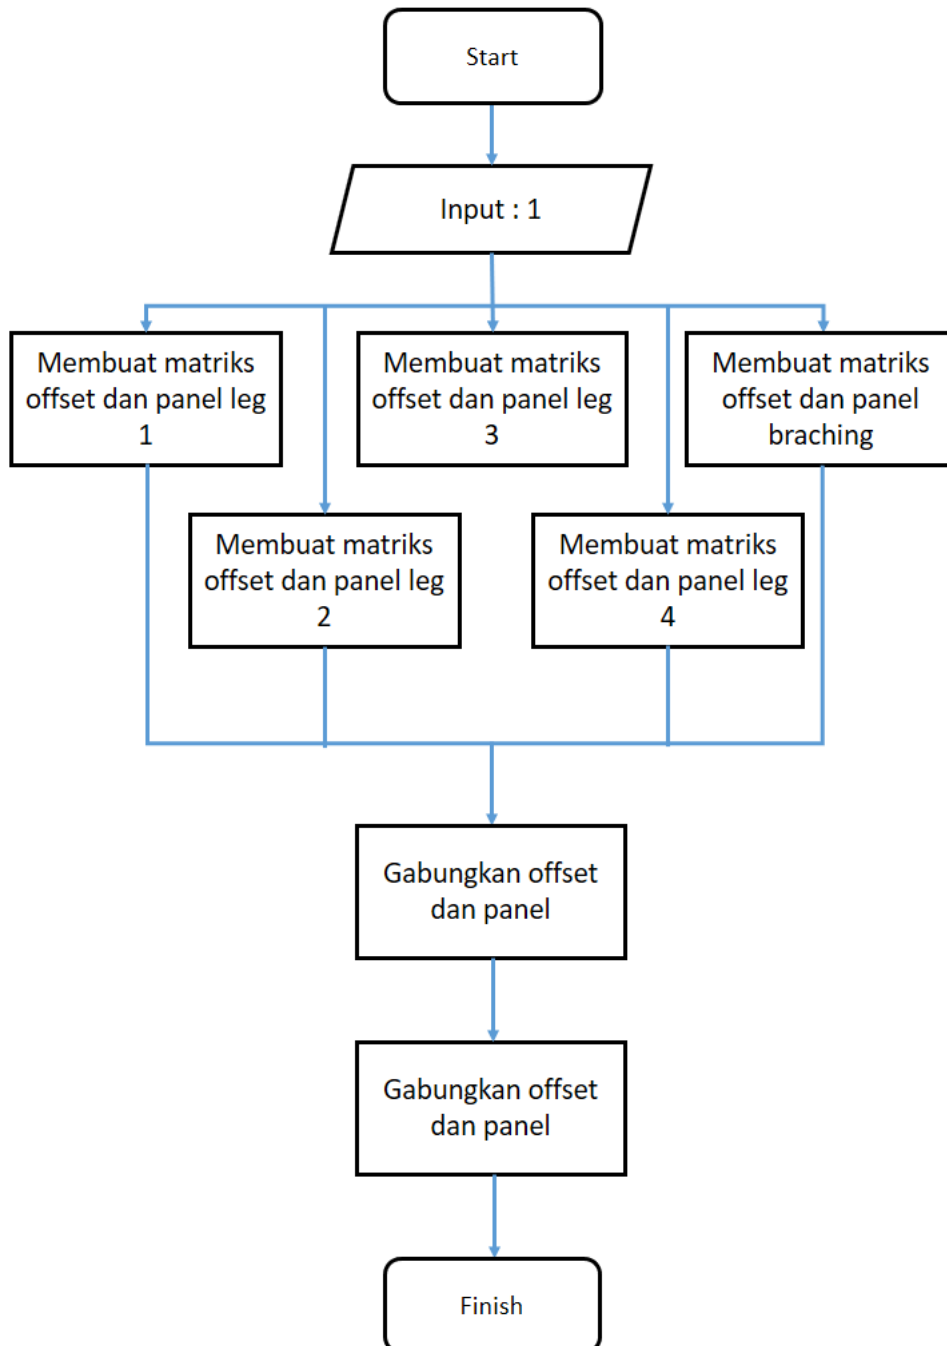 Start
Input : 1
Membuat matriks
offset dan panel leg
1
Membuat matriks
offset dan panel leg
3
Membuat matriks
offset dan panel
braching
Membuat matriks
offset dan panel leg
2
Membuat matriks
offset dan panel leg
4
Gabungkan offset
dan panel
Gabungkan offset
dan panel
Finish